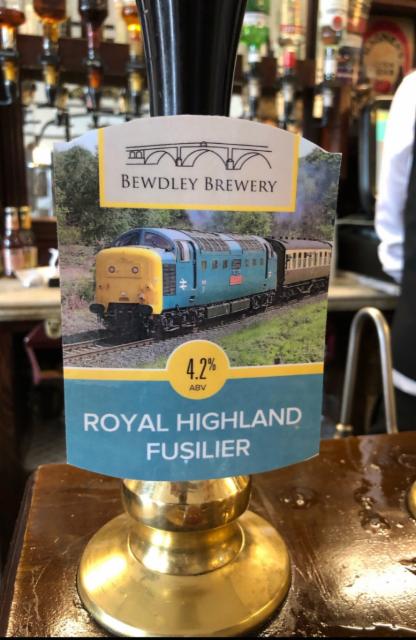 BEWDLEY BREWERY
4.2%
ABV
ROYAL HIGHLAND
FUSILIER